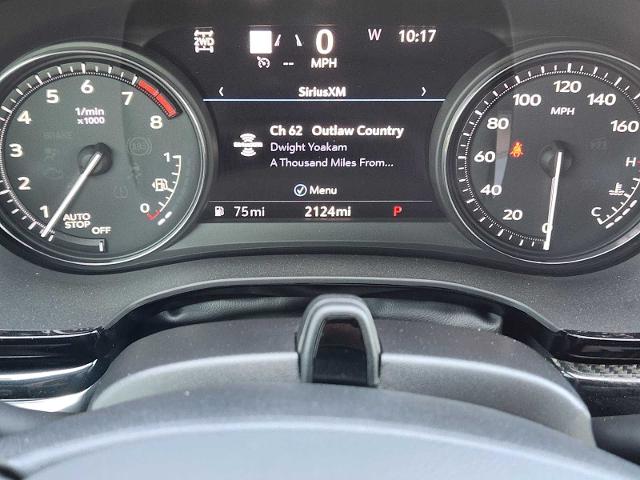 2WD
0
MPH
--
W
10:17
SiriusXM
Ch 62 Outlaw Country
Dwight Yoakam
A Thousand Miles From...
Menu
75mi
2124mi
P
1
2
3
4
5
6
7
8
1/min
x1000
AUTO
STOP
OFF
1
0
0
20
40
60
80
100
120
140
160
MPH
H
C